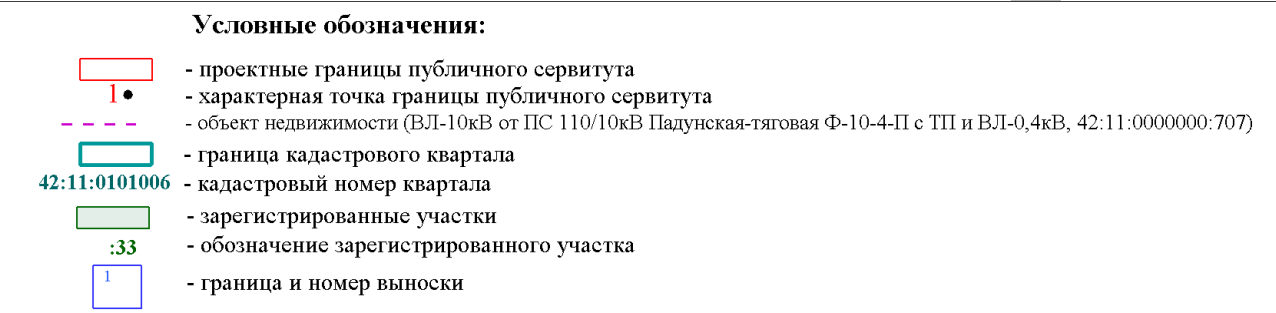 Условные обозначения:
- проектные границы публичного сервитута
1 - характерная точка границы публичного сервитута
- объект недвижимости (ВЛ-10кВ от ПС 110/10кВ Падунская-тяговая Ф-10-4-П с ТП и ВЛ-0,4кВ, 42:11:0000000:707)
- граница кадастрового квартала
42:11:0101006 - кадастровый номер квартала
- зарегистрированные участки
:33 - обозначение зарегистрированного участка
1 - граница и номер выноски